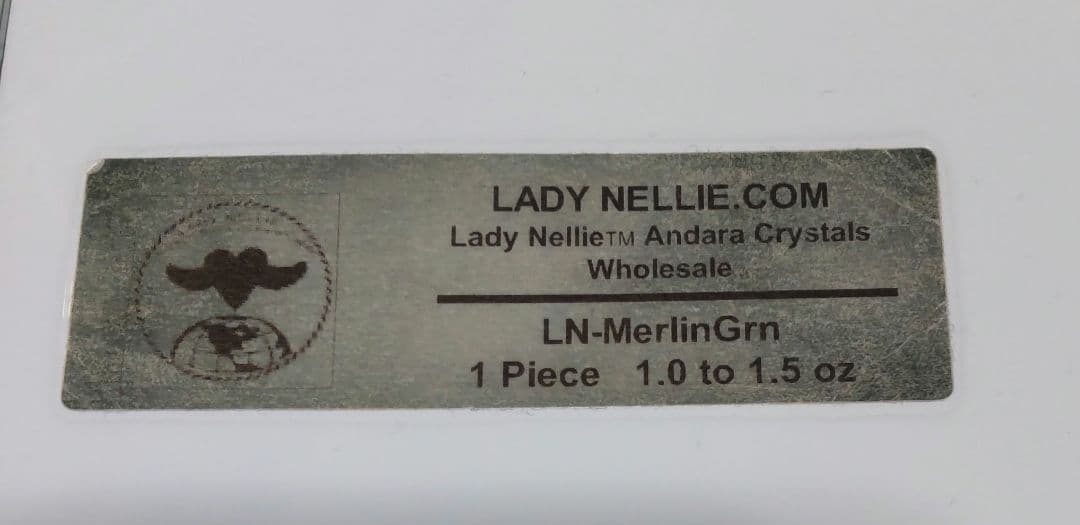 LADY NELLIE.COM
Lady Nellie™ Andara Crystals
Wholesale
LN-MerlinGrn
1 Piece 1.0 to 1.5 oz